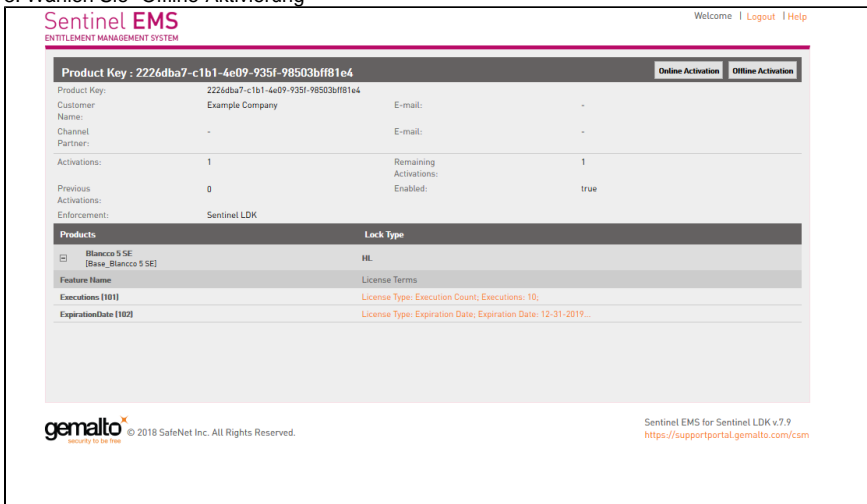 Sentinel EMS
ENTITLEMENT MANAGEMENT SYSTEM
Welcome | Logout | Help
Product Key : 2226dba7-c1b1-4e09-935f-98503bff81e4
Online Activation Offline Activation
Product Key: 2226dba7-c1b1-4e09-935f-98503bff81e4
Customer Name: Example Company E-mail: -
Channel Partner: - E-mail: -
Activations: 1 Remaining Activations: 1
Previous Activations: 0 Enabled: true
Enforcement: Sentinel LDK
Products Lock Type
Blancco 5 SE
[Base_Blancco 5 SE] HL
Feature Name License Terms
Executions (101) License Type: Execution Count; Executions: 10;
ExpirationDate (102) License Type: Expiration Date; Expiration Date: 12-31-2019...
gemalto
security to be free
© 2018 SafeNet Inc. All Rights Reserved.
Sentinel EMS for Sentinel LDK v.7.9
https://supportportal.gemalto.com/csm